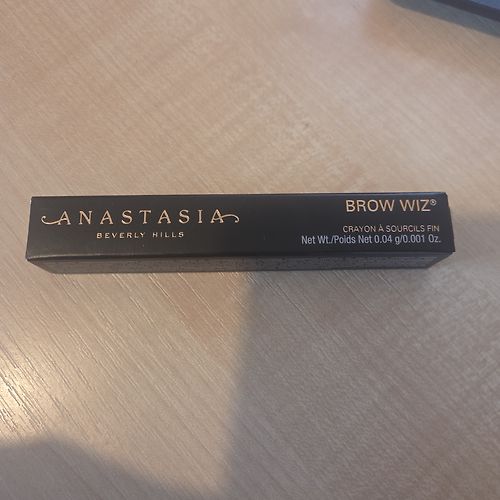 ANASTASIA
BEVERLY HILLS
BROW WIZ®
CRAYON À SOURCILS FIN
Net Wt./Poids Net 0.04 g/0.001 Oz.